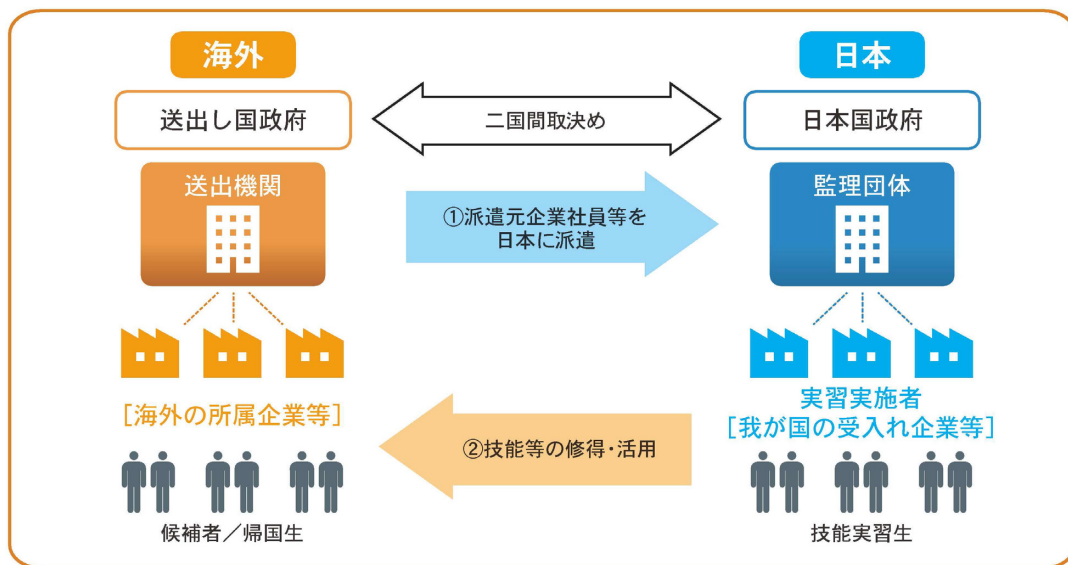 海外
日本
送出し国政府
二国間取決め
日本国政府
送出機関
監理団体
①派遣元企業社員等を
日本に派遣
[海外の所属企業等]
実習実施者
[我が国の受入れ企業等]
②技能等の修得・活用
候補者／帰国生
技能実習生